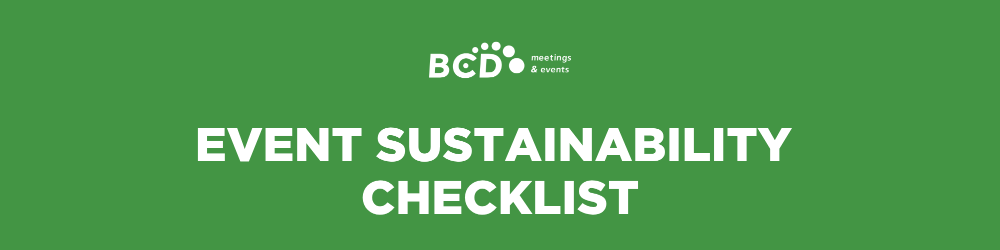 BCD
meetings
& events
EVENT SUSTAINABILITY
CHECKLIST